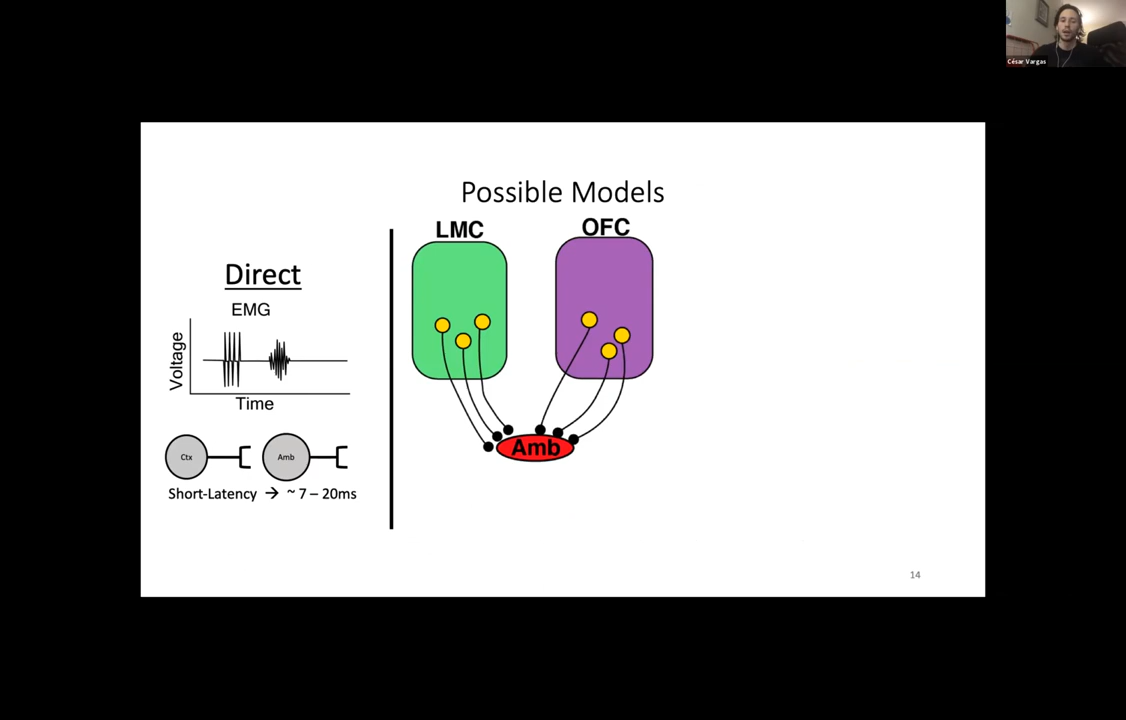 César Vargas
Possible Models
LMC
OFC
Direct
EMG
Voltage
Time
Ctx
Amb
Short-Latency → ~ 7 – 20ms
Amb
14